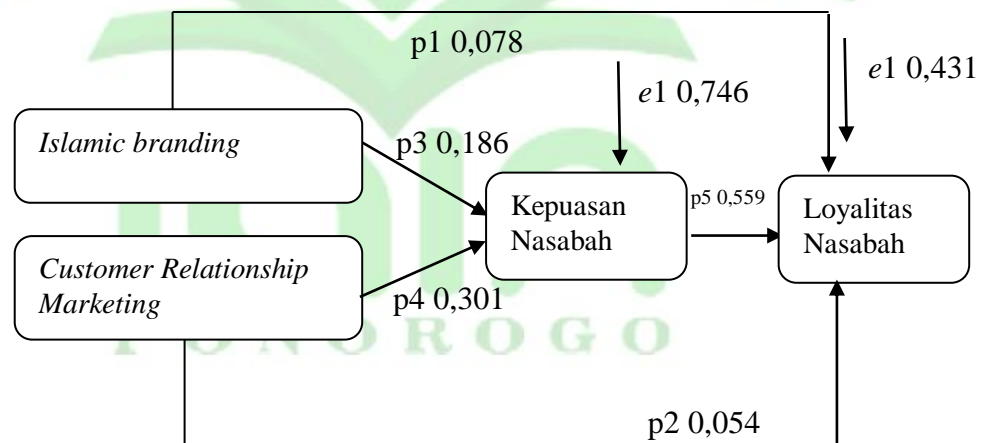 p1 0,078
e1 0,431
e1 0,746
Islamic branding
p3 0,186
Kepuasan
Nasabah
p5 0,559
Loyalitas
Nasabah
Customer Relationship
Marketing
p4 0,301
PONOROGO
p2 0,054